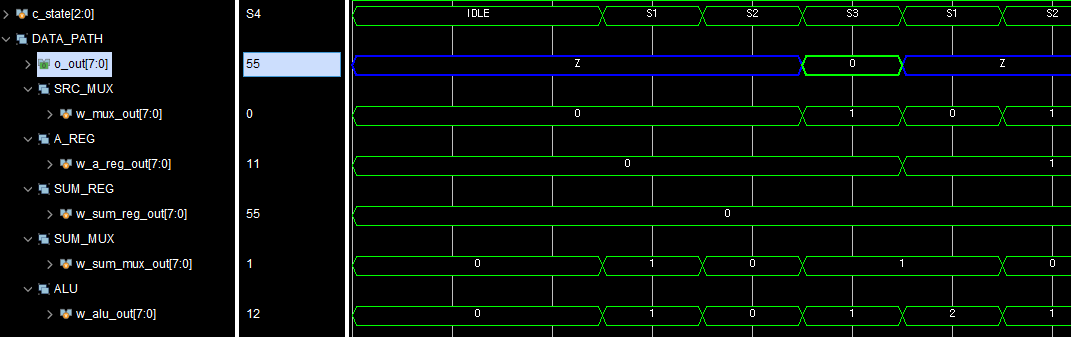 c_state[2:0] S4 IDLE S1 S2 S3 S1 S2
DATA_PATH
o_out[7:0] 55 Z 0 Z
SRC_MUX
w_mux_out[7:0] 0 0 1 0 1
A_REG
w_a_reg_out[7:0] 11 0 1
SUM_REG
w_sum_reg_out[7:0] 55 0
SUM_MUX
w_sum_mux_out[7:0] 1 0 1 0 1 0
ALU
w_alu_out[7:0] 12 0 1 0 1 2 1